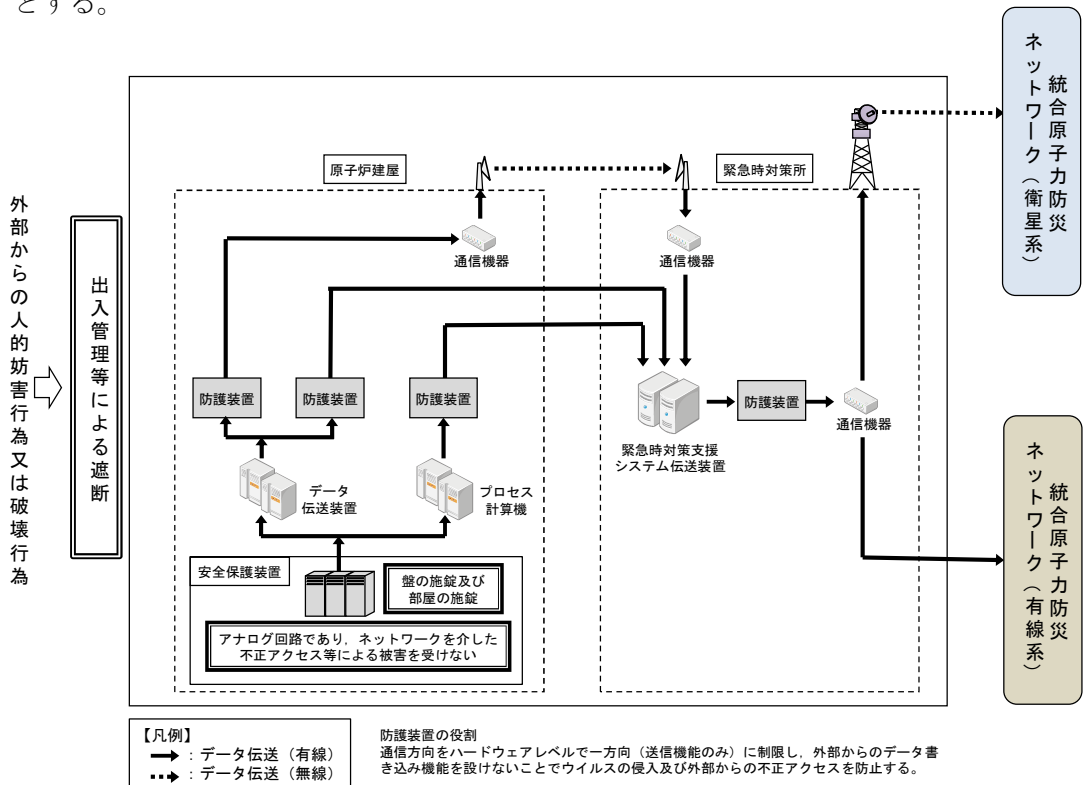 とする。
統合原子力防災
ネットワーク（衛星系）
原子炉建屋
緊急時対策所
外部からの人的妨害行為又は破壊行為
出入管理等による遮断
通信機器
通信機器
防護装置
防護装置
防護装置
防護装置
通信機器
緊急時対策支援
システム伝送装置
データ
伝送装置
プロセス
計算機
統合原子力防災
ネットワーク（有線系）
安全保護装置
盤の施錠及び
部屋の施錠
アナログ回路であり，ネットワークを介した
不正アクセス等による被害を受けない
【凡例】
：データ伝送（有線）
：データ伝送（無線）
防護装置の役割
通信方向をハードウェアレベルで一方向（送信機能のみ）に制限し，外部からのデータ書
き込み機能を設けないことでウイルスの侵入及び外部からの不正アクセスを防止する。